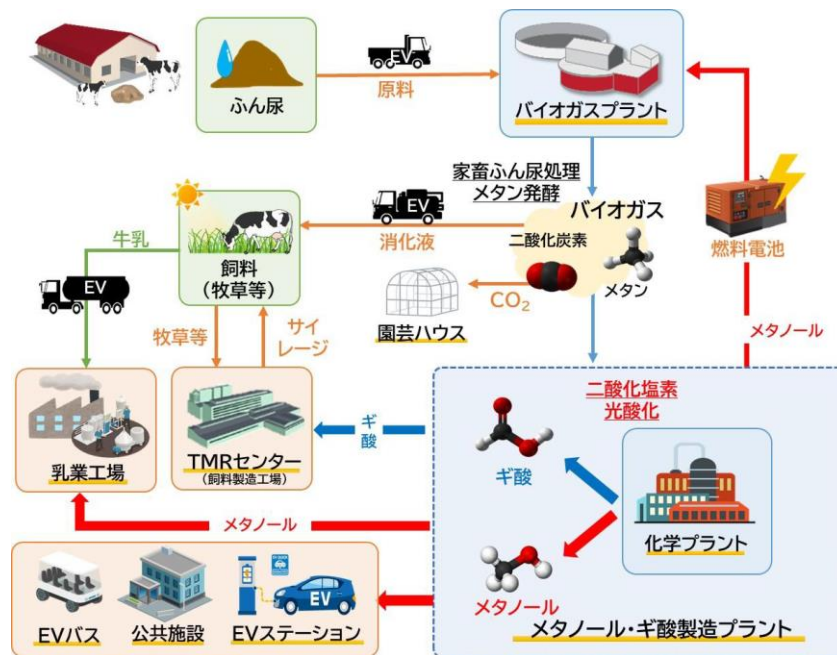 EV
原料
ふん尿
バイオガスプラント
家畜ふん尿処理
メタン発酵
バイオガス
二酸化炭素
メタン
EV
消化液
燃料電池
牛乳
飼料
(牧草等)
CO₂
園芸ハウス
EV
牧草等
サイ
レージ
メタノール
二酸化塩素
光酸化
ギ酸
化学プラント
メタノール
メタノール・ギ酸製造プラント
ギ
酸
乳業工場
TMRセンター
(飼料製造工場)
メタノール
EVバス
公共施設
EV
EVステーション